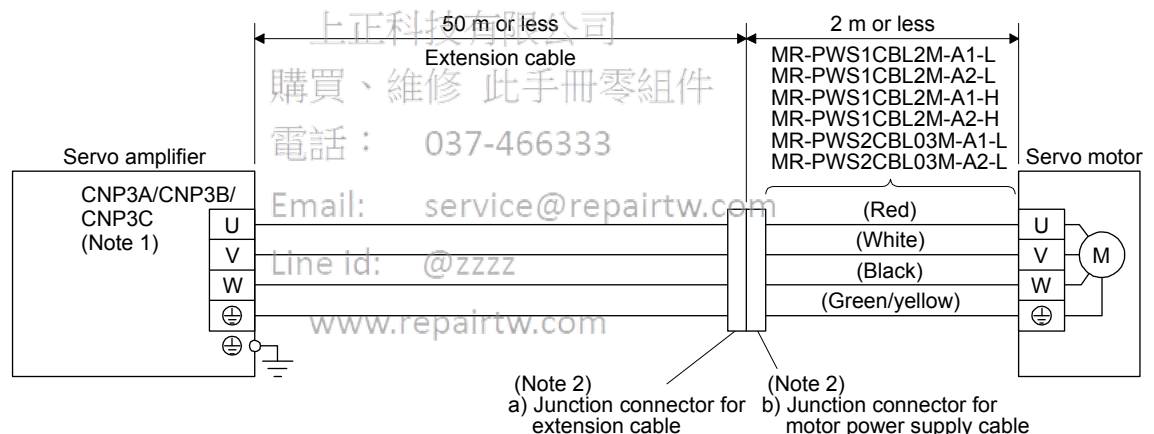 上正科技有限公司
購買、維修 此手冊零組件
電話： 037-466333
Email: service@repairtw.com
Line id: @zzzz
www.repairtw.com
50 m or less
Extension cable
2 m or less
MR-PWS1CBL2M-A1-L
MR-PWS1CBL2M-A2-L
MR-PWS1CBL2M-A1-H
MR-PWS1CBL2M-A2-H
MR-PWS2CBL03M-A1-L
MR-PWS2CBL03M-A2-L
Servo amplifier
CNP3A/CNP3B/
CNP3C
(Note 1)
U
V
W
(Red)
(White)
(Black)
(Green/yellow)
Servo motor
U
V
W
M
(Note 2)
a) Junction connector for
extension cable
(Note 2)
b) Junction connector for
motor power supply cable